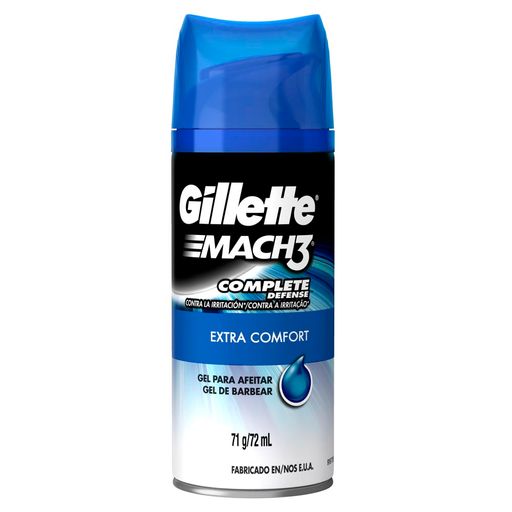 Gillette®
MACH3®
COMPLETE
DEFENSE
CONTRA LA IRRITACIÓN*/CONTRA A IRRITAÇÃO*
EXTRA COMFORT
GEL PARA AFEITAR
GEL DE BARBEAR
71 g/72 mL
FABRICADO EN/NOS E.U.A.